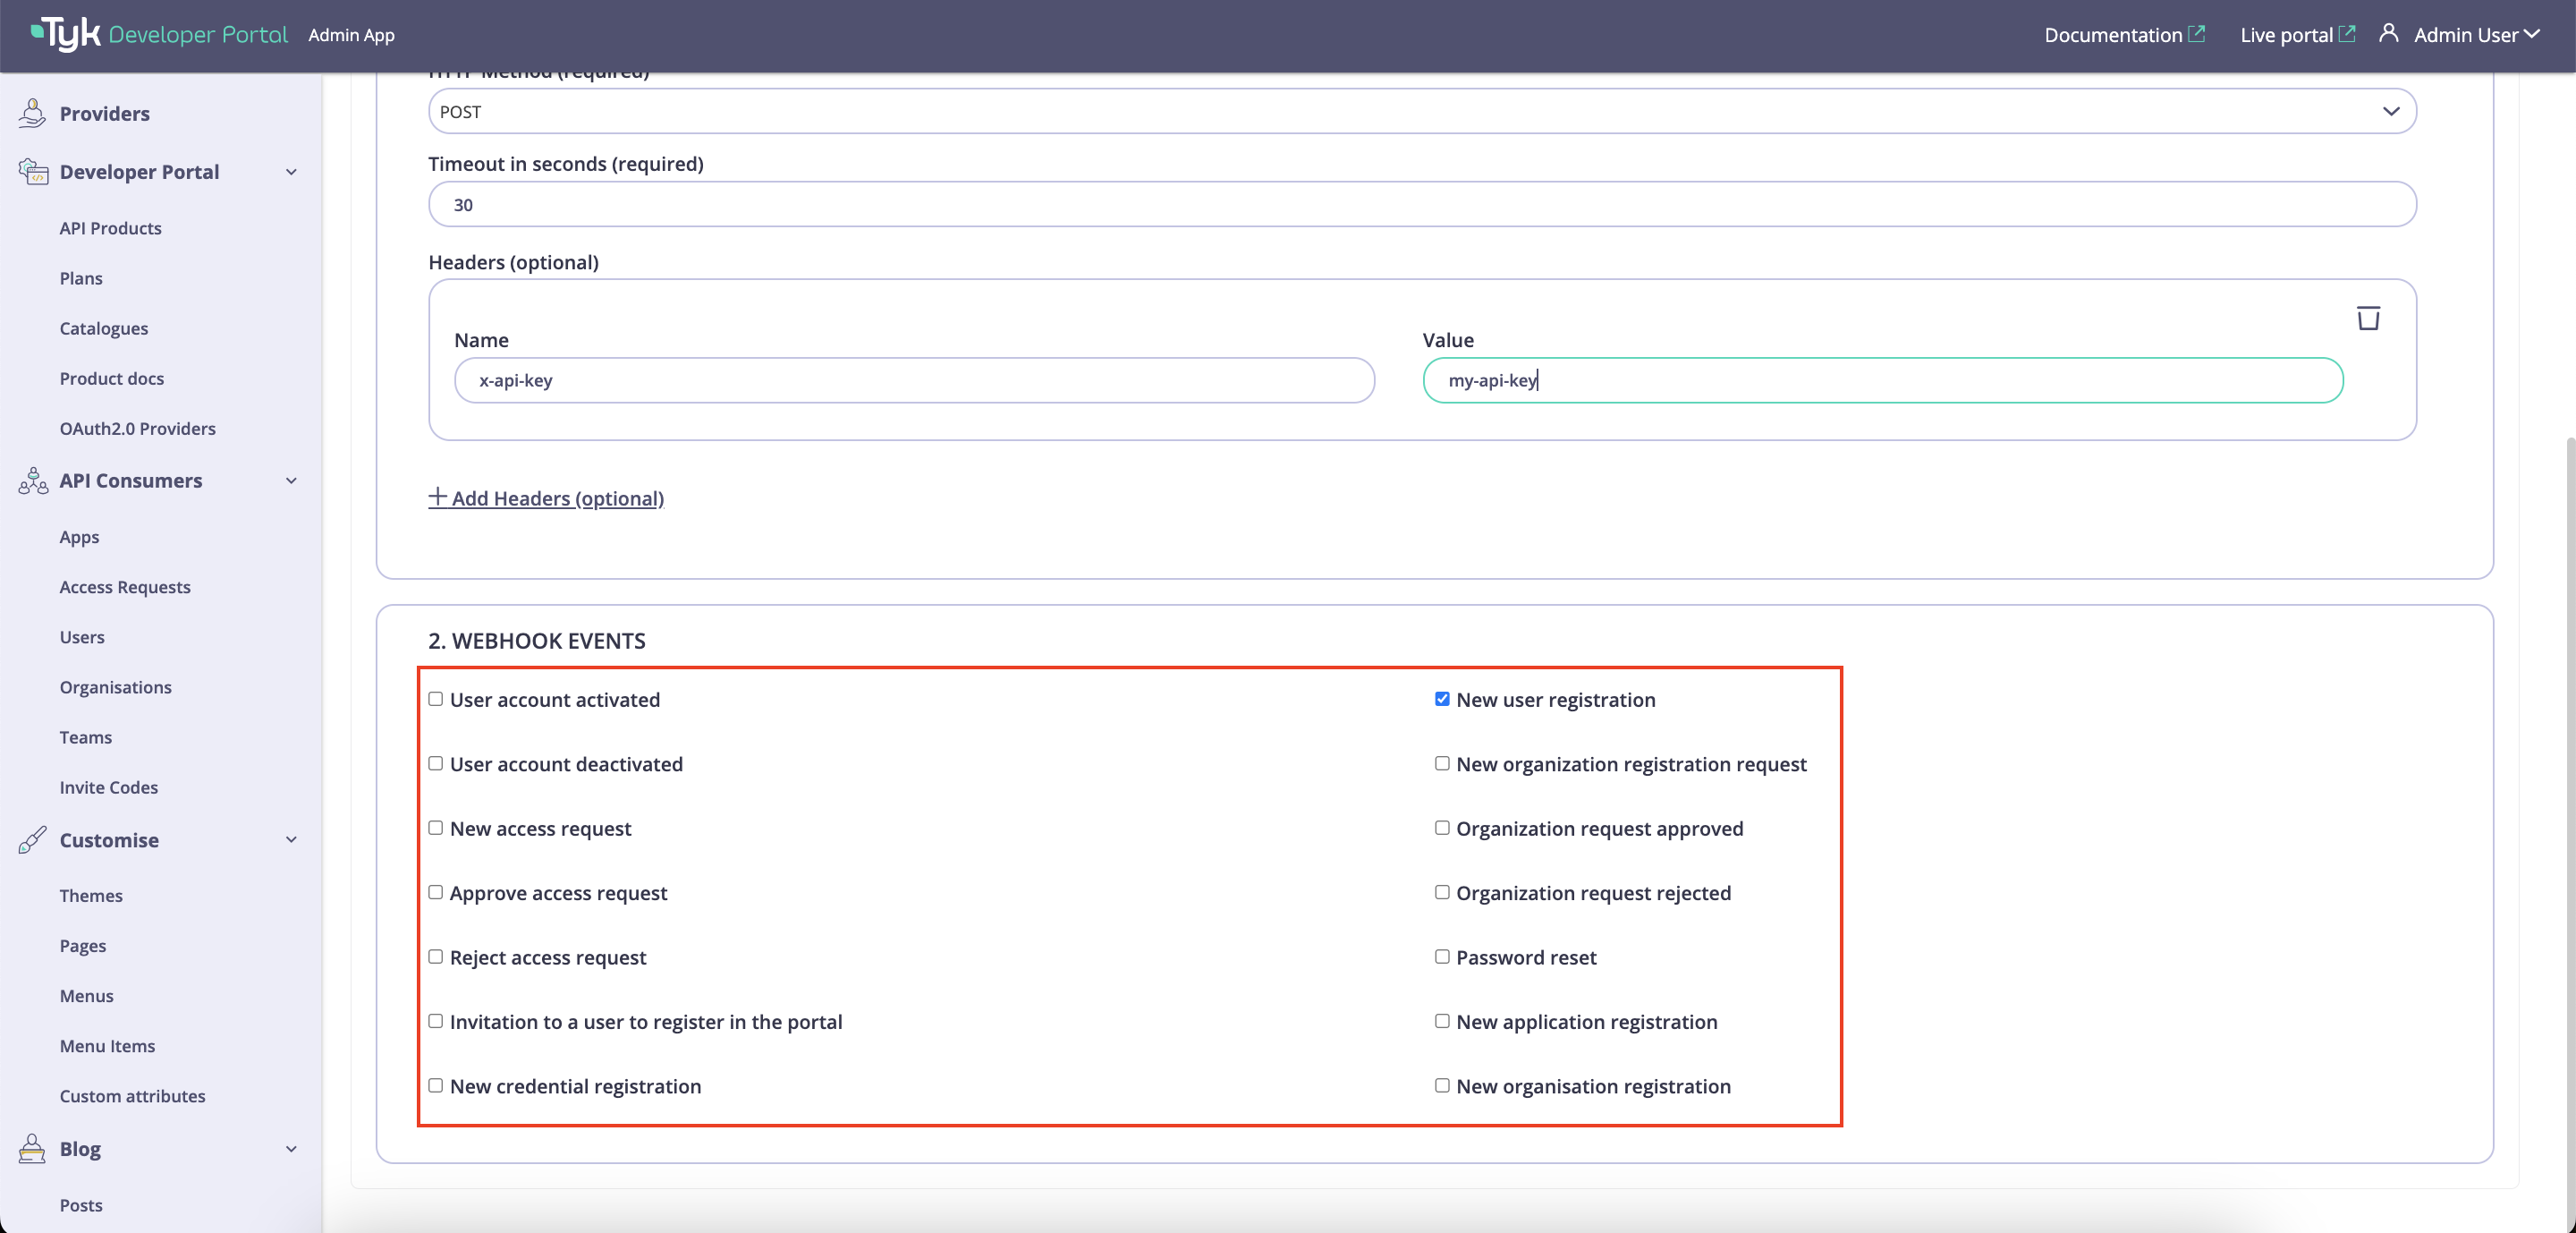 Tyk Developer Portal Admin App Documentation Live portal Admin User
Providers
Developer Portal
API Products
Plans
Catalogues
Product docs
OAuth2.0 Providers
API Consumers
Apps
Access Requests
Users
Organisations
Teams
Invite Codes
Customise
Themes
Pages
Menus
Menu Items
Custom attributes
Blog
Posts
HTTP Method (required)
POST
Timeout in seconds (required)
30
Headers (optional)
Name Value
x-api-key my-api-key
Add Headers (optional)
2. WEBHOOK EVENTS
User account activated New user registration
User account deactivated New organization registration request
New access request Organization request approved
Approve access request Organization request rejected
Reject access request Password reset
Invitation to a user to register in the portal New application registration
New credential registration New organisation registration